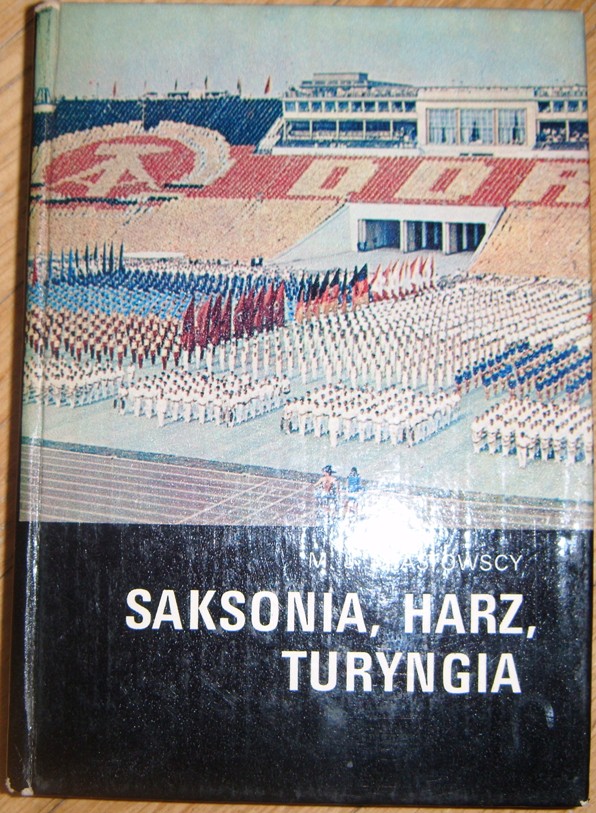 DDR
M
SAKSONIA, HARZ,
TURYNGIA